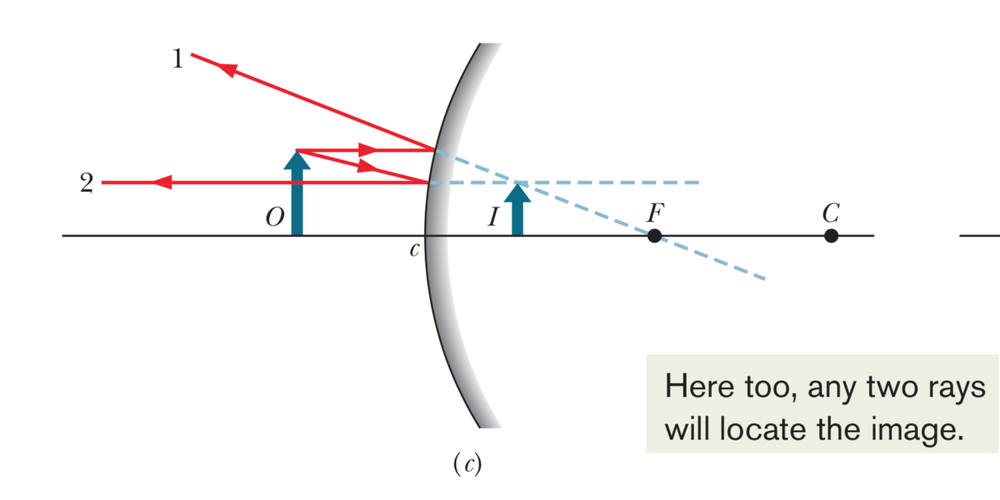 1
2
O
I
F
C
c
Here too, any two rays
will locate the image.
(c)